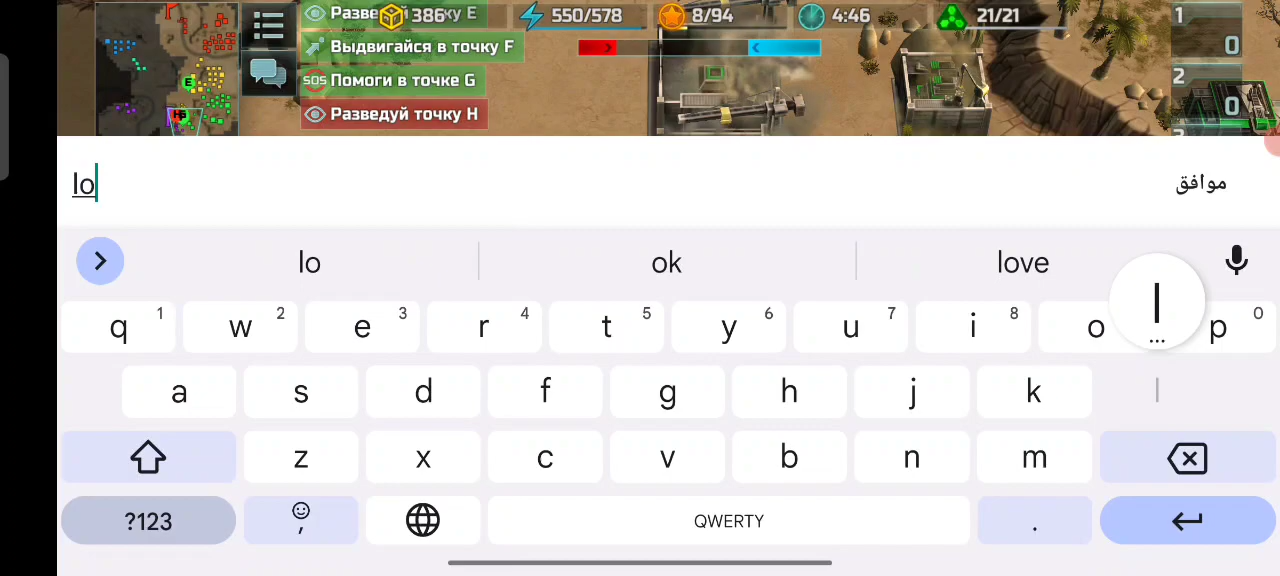 Разве
ку E
386
550/578
8/94
4:46
21/21
1
0
Выдвигайся в точку F
SOS Помоги в точке G
2
0
Разведуй точку H
E
lo
موافق
lo
ok
love
l
...
q 1 w 2 e 3 r 4 t 5 y 6 u 7 i 8 o p 0
a s d f g h j k l
z x c v b n m
?123 , QWERTY .